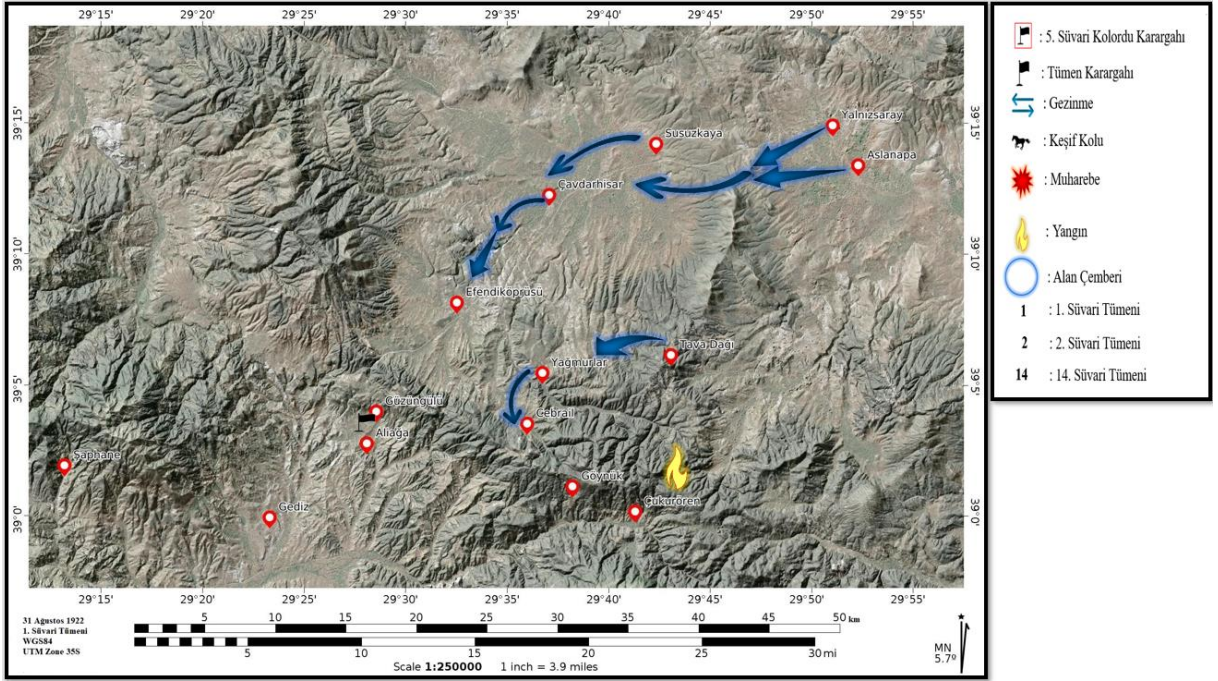 29°15' 29°20' 29°25' 29°30' 29°35' 29°40' 29°45' 29°50' 29°55'
39°15' 39°15'
Yalnızsaray
Susuzkaya
Aslanapa
Çavdarhisar
39°10' 39°10'
Efendiköprüsü
Tava Dağı
Yağmurlar
39°5' 39°5'
Güzüngülü
Cebrail
Aliağa
Şaphane
Göynük
Çukurören
Gediz
39°0' 39°0'
29°15' 29°20' 29°25' 29°30' 29°35' 29°40' 29°45' 29°50' 29°55'
31 Ağustos 1922
1. Süvari Tümeni
WGS84
UTM Zone 35S
5 10 15 20 25 30 35 40 45 50 km
5 10 15 20 25 30 mi
Scale 1:250000 1 inch = 3.9 miles
MN
5.7°
: 5. Süvari Kolordu Karargahı
: Tümen Karargahı
: Gezinme
: Keşif Kolu
: Muharebe
: Yangın
: Alan Çemberi
1 : 1. Süvari Tümeni
2 : 2. Süvari Tümeni
14 : 14. Süvari Tümeni